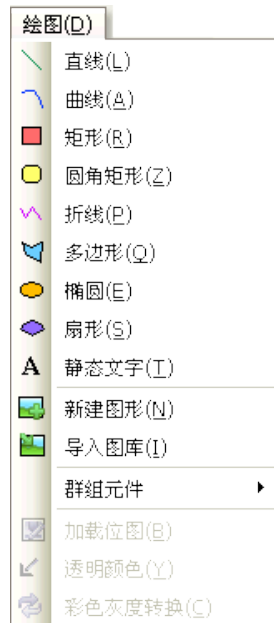 绘图(D)
直线(L)
曲线(A)
矩形(R)
圆角矩形(Z)
折线(P)
多边形(Q)
椭圆(E)
扇形(S)
A 静态文字(T)
新建图形(N)
导入图库(I)
群组元件
加载位图(B)
透明颜色(Y)
彩色灰度转换(C)